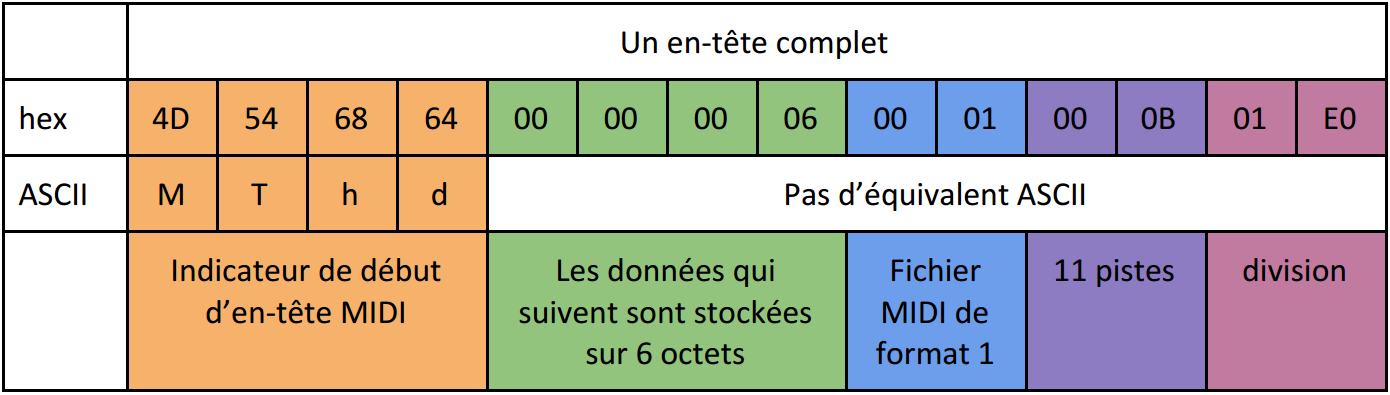 Un en-tête complet
hex 4D 54 68 64 00 00 00 06 00 01 00 0B 01 E0
ASCII M T h d Pas d’équivalent ASCII
Indicateur de début
d’en-tête MIDI
Les données qui
suivent sont stockées
sur 6 octets
Fichier
MIDI de
format 1
11 pistes
division